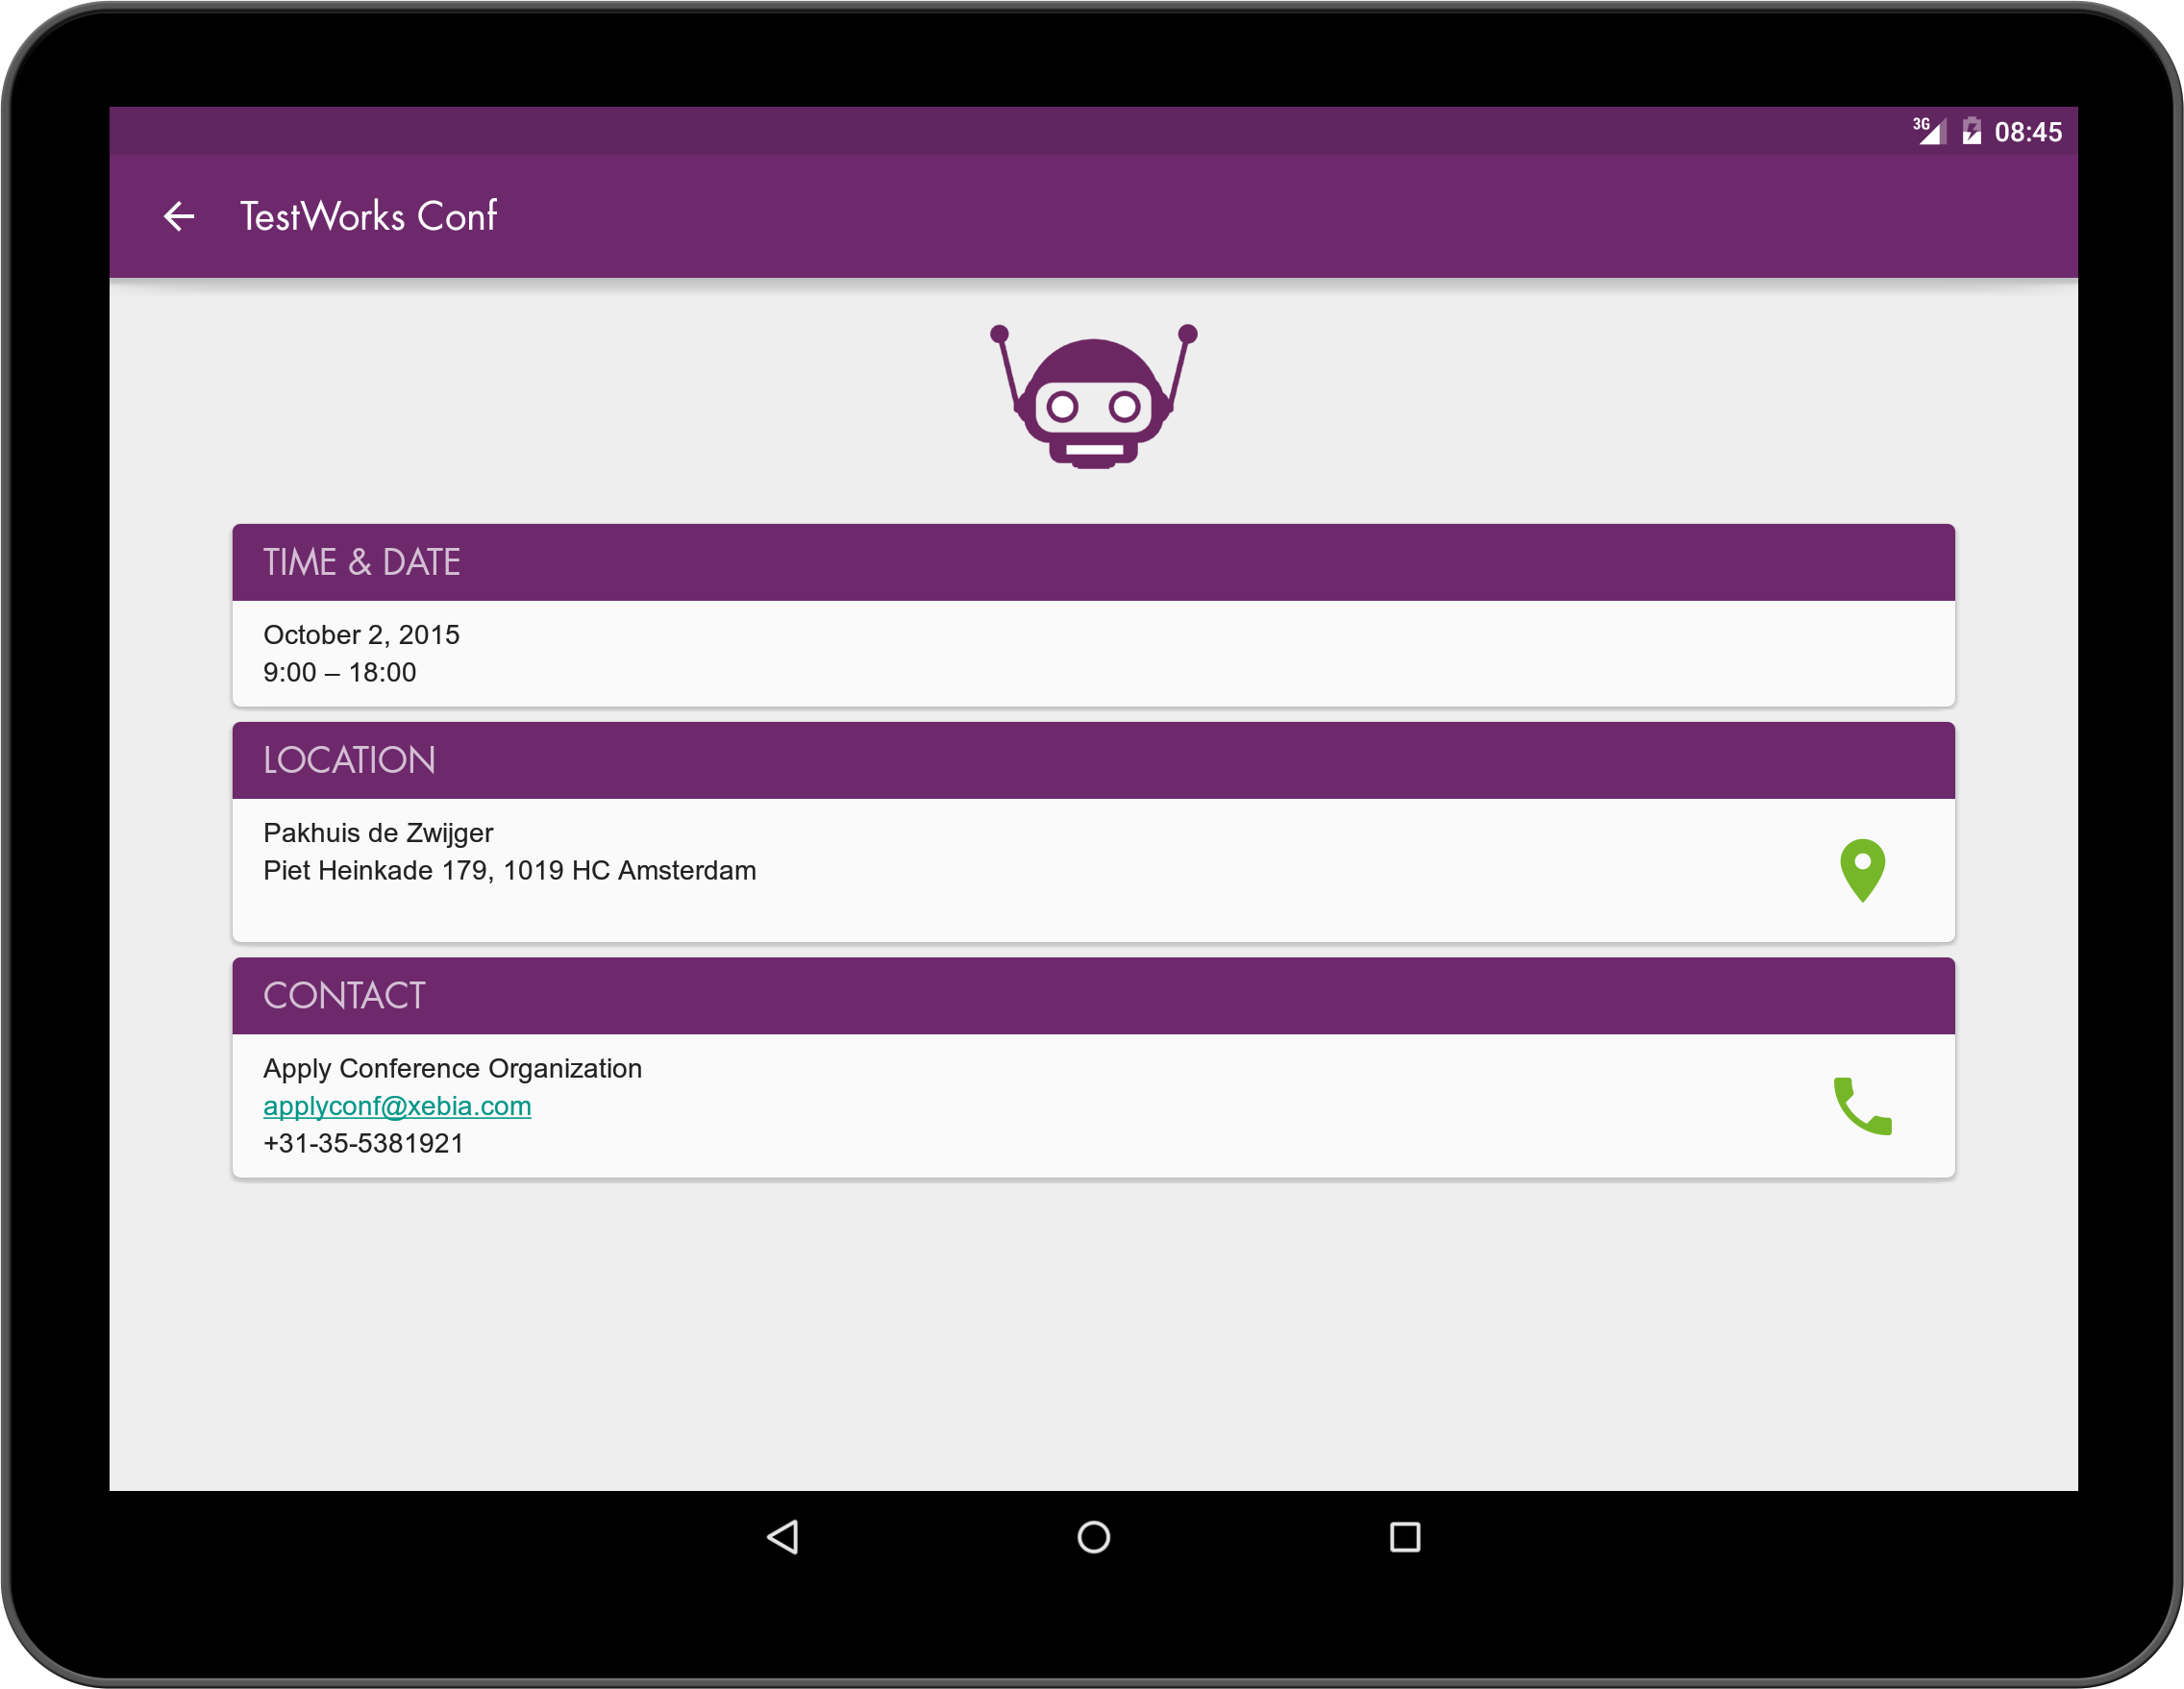 3G 08:45
TestWorks Conf
TIME & DATE
October 2, 2015
9:00 – 18:00
LOCATION
Pakhuis de Zwijger
Piet Heinkade 179, 1019 HC Amsterdam
CONTACT
Apply Conference Organization
applyconf@xebia.com
+31-35-5381921